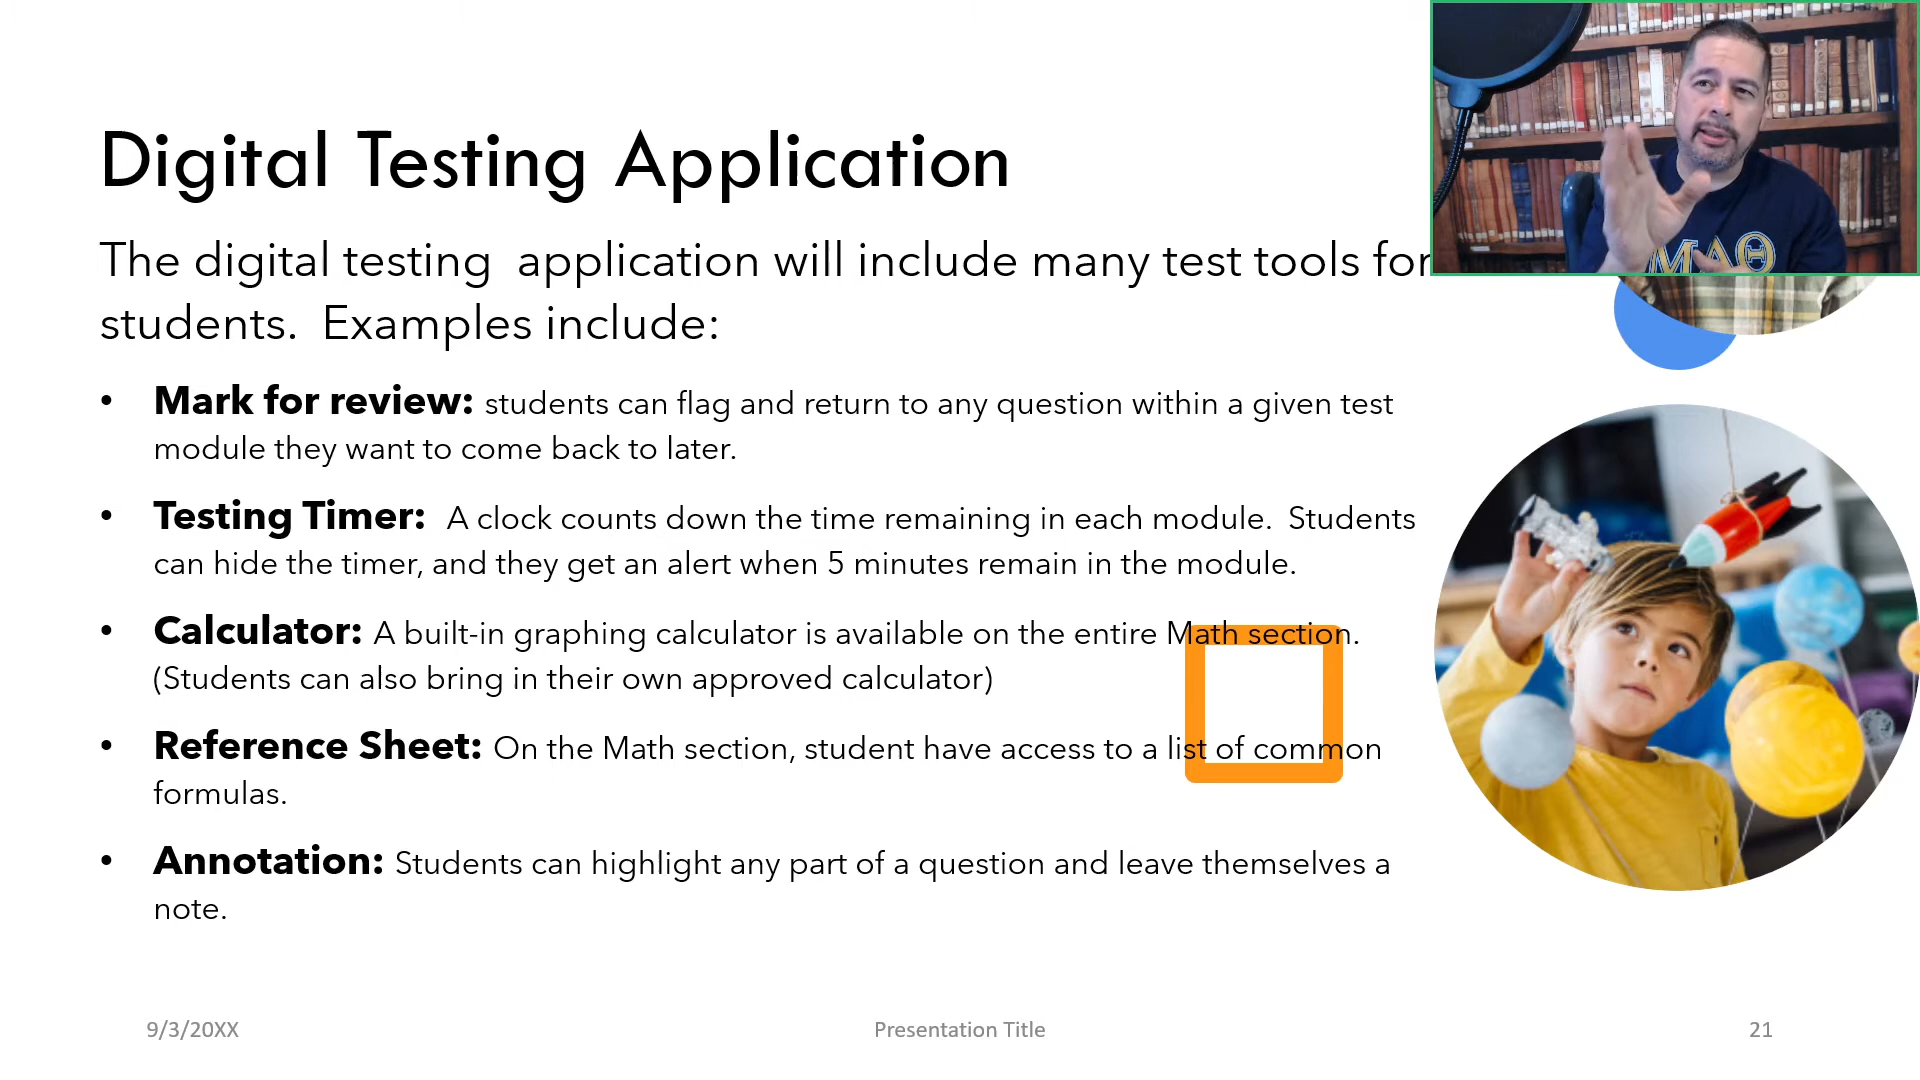 Digital Testing Application
The digital testing  application will include many test tools for
students.  Examples include:
• Mark for review: students can flag and return to any question within a given test
module they want to come back to later.
• Testing Timer:  A clock counts down the time remaining in each module.  Students
can hide the timer, and they get an alert when 5 minutes remain in the module.
• Calculator: A built-in graphing calculator is available on the entire Math section.
(Students can also bring in their own approved calculator)
• Reference Sheet: On the Math section, student have access to a list of common
formulas.
• Annotation: Students can highlight any part of a question and leave themselves a
note.
ΜΑΘ
9/3/20XX
Presentation Title
21